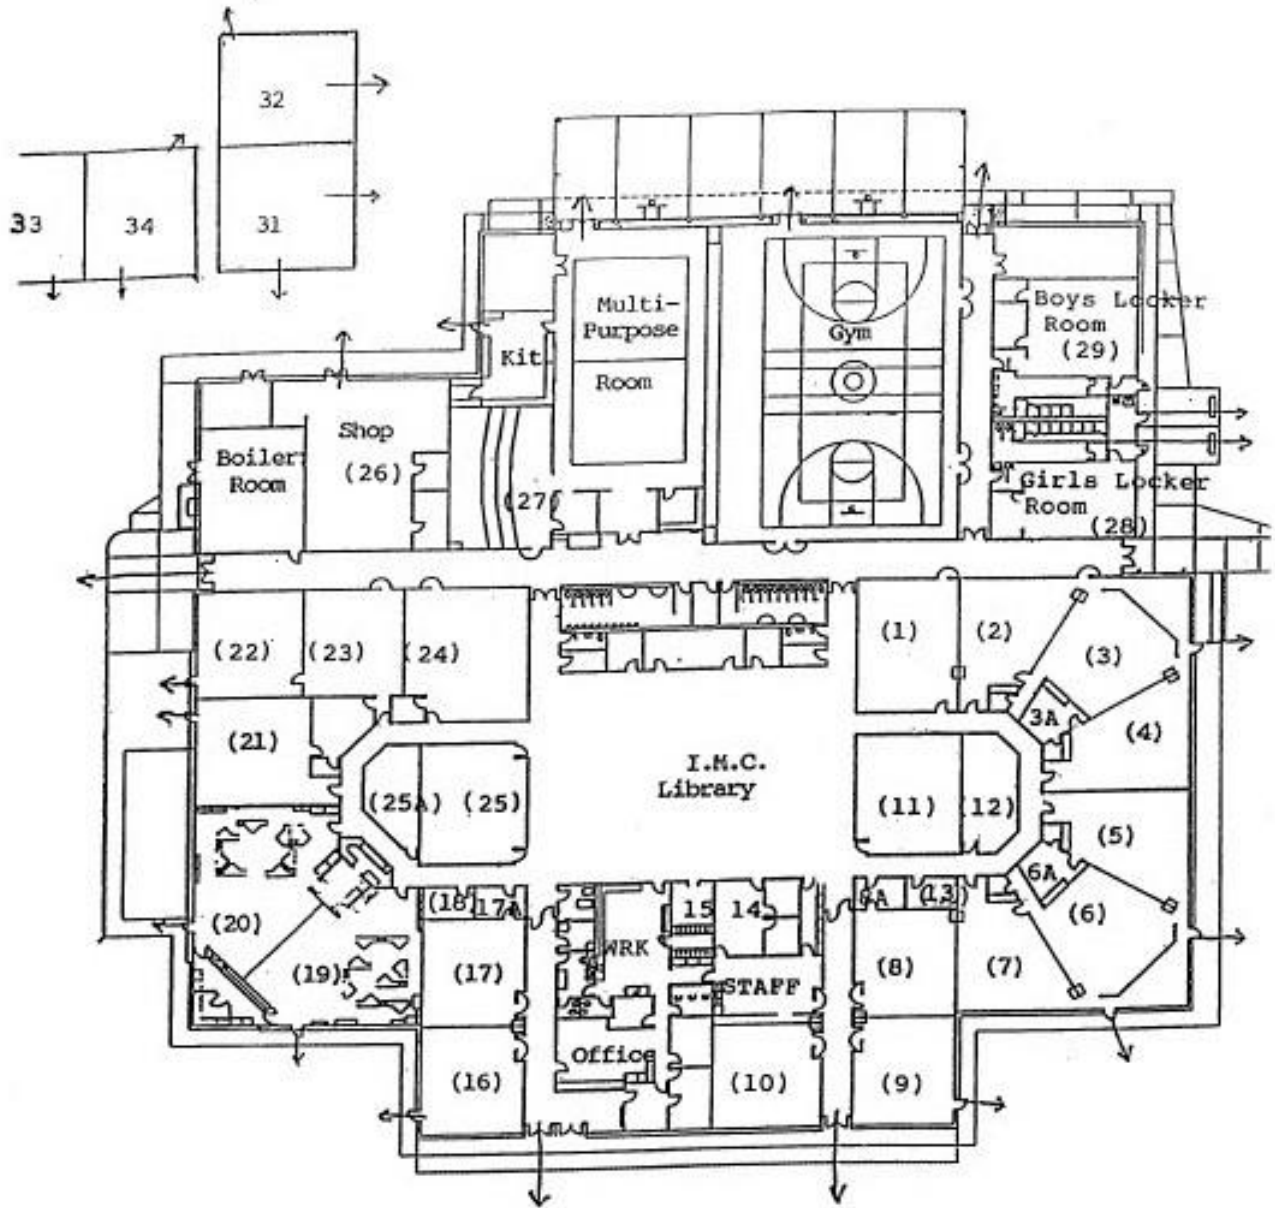 32
33
34
31
Multi-
Purpose
Room
Gym
Boys Locker
Room
(29)
Kit
Shop
(26)
Boiler
Room
(27)
Girls Locker
Room
(28)
(22)
(23)
(24)
(1)
(2)
(3)
3A
(4)
(21)
I.M.C.
Library
(25A)
(25)
(11)
(12)
(5)
6A
(6)
(20)
(19)
(18)
17A
15
14
(13)
WRK
STAFF
(17)
(8)
(7)
Office
(16)
(10)
(9)